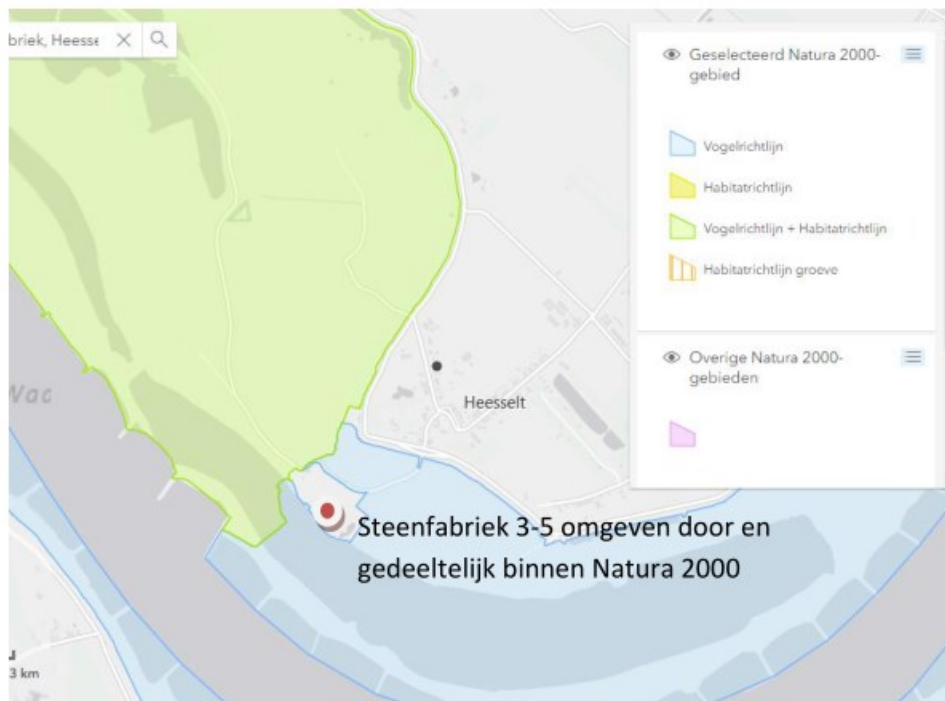 briek, Heesse
Geselecteerd Natura 2000-
gebied
Vogelrichtlijn
Habitatrichtlijn
Vogelrichtlijn + Habitatrichtlijn
Habitatrichtlijn groeve
Overige Natura 2000-
gebieden
Waa
Heesselt
Steenfabriek 3-5 omgeven door en
gedeeltelijk binnen Natura 2000
3 km